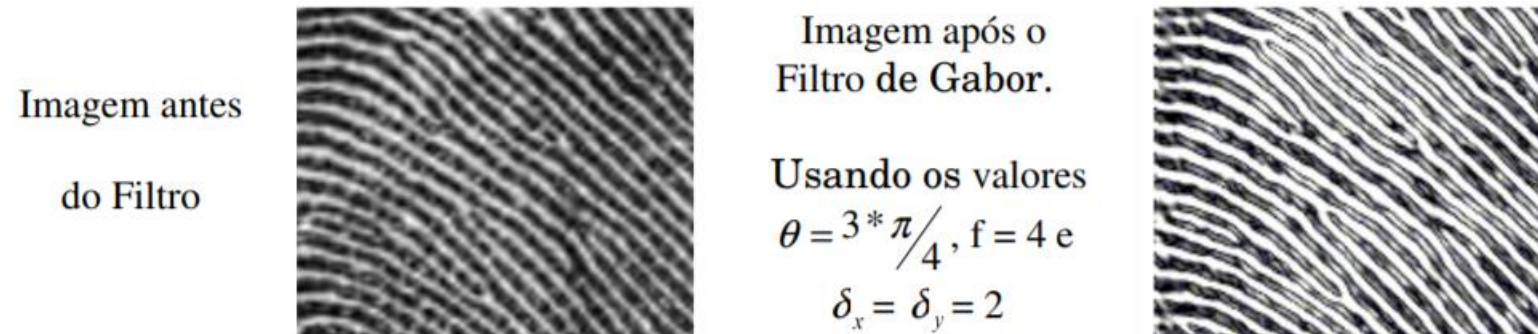 Imagem antes
do Filtro
Imagem após o
Filtro de Gabor.
Usando os valores
θ = 3 * π/4 , f = 4 e
δx = δy = 2